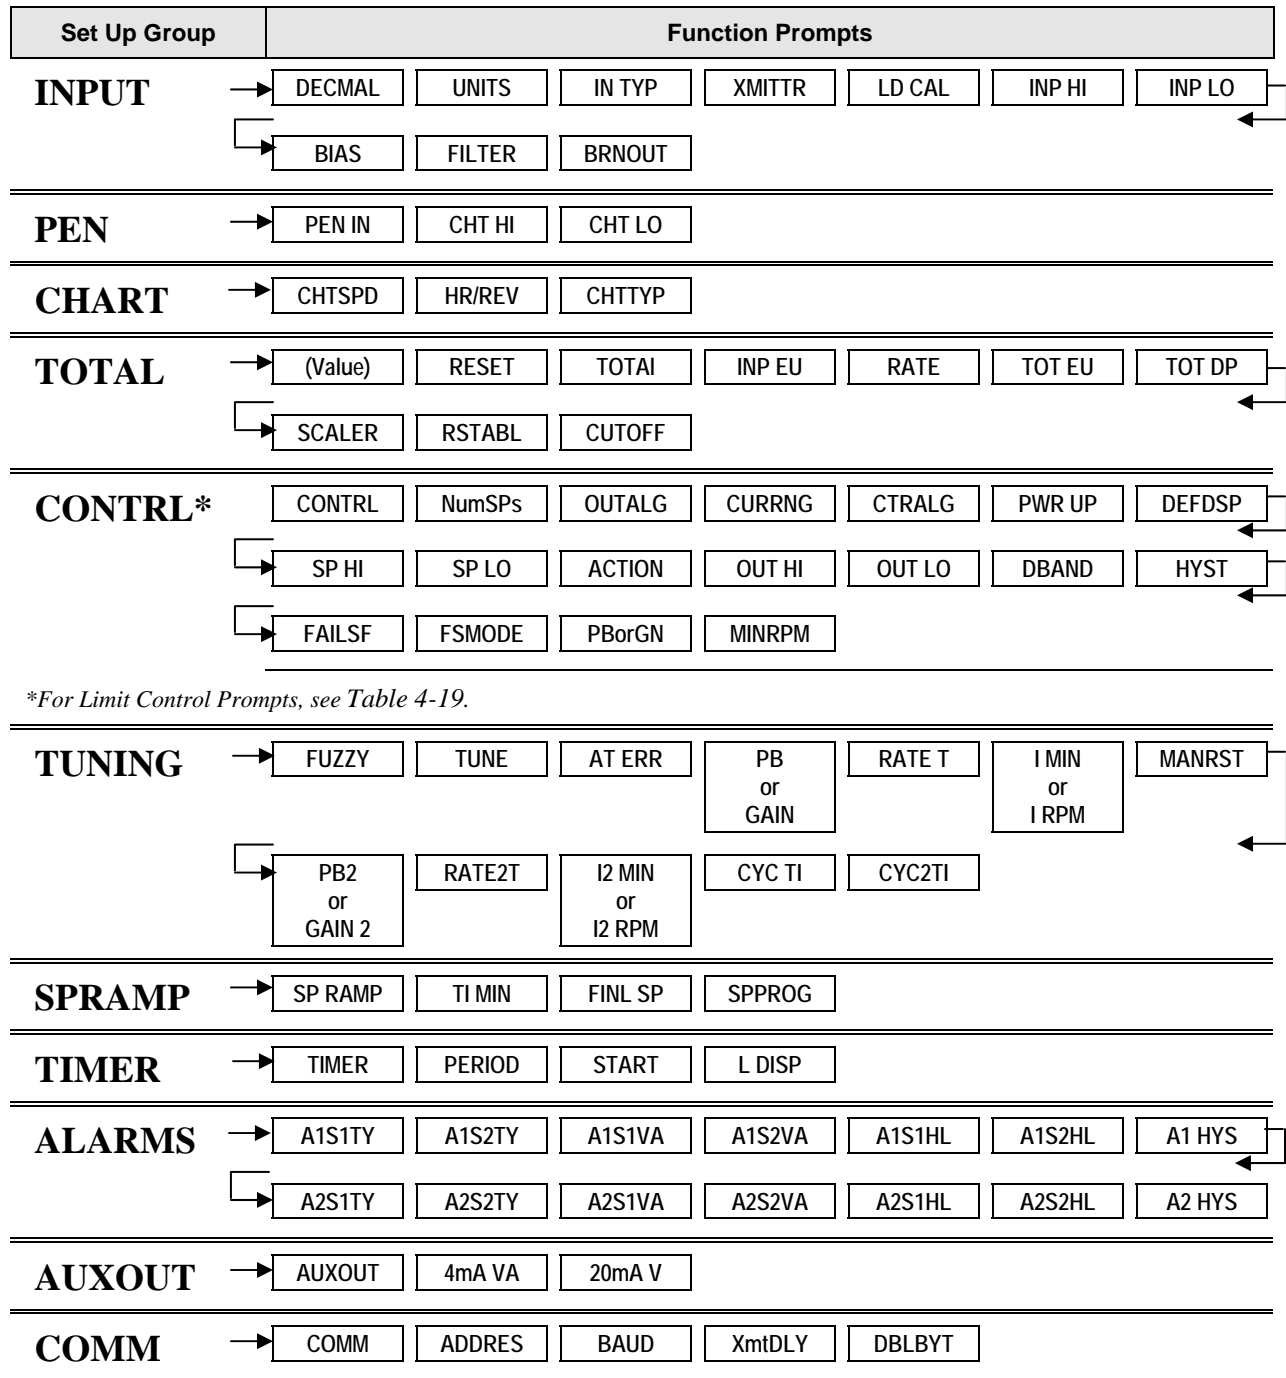 Set Up Group Function Prompts
INPUT DECMAL UNITS IN TYP XMITTR LD CAL INP HI INP LO
BIAS FILTER BRNOUT
PEN PEN IN CHT HI CHT LO
CHART CHTSPD HR/REV CHTTYP
TOTAL (Value) RESET TOTAI INP EU RATE TOT EU TOT DP
SCALER RSTABL CUTOFF
CONTRL* CONTRL NumSPs OUTALG CURRNG CTRALG PWR UP DEFDSP
SP HI SP LO ACTION OUT HI OUT LO DBAND HYST
FAILSF FSMODE PBorGN MINRPM
*For Limit Control Prompts, see Table 4-19.
TUNING FUZZY TUNE AT ERR PB RATE T I MIN MANRST
or or
GAIN I RPM
PB2 RATE2T I2 MIN CYC TI CYC2TI
or or
GAIN 2 I2 RPM
SPRAMP SP RAMP TI MIN FINL SP SPPROG
TIMER TIMER PERIOD START L DISP
ALARMS A1S1TY A1S2TY A1S1VA A1S2VA A1S1HL A1S2HL A1 HYS
A2S1TY A2S2TY A2S1VA A2S2VA A2S1HL A2S2HL A2 HYS
AUXOUT AUXOUT 4mA VA 20mA V
COMM COMM ADDRES BAUD XmtDLY DBLBYT